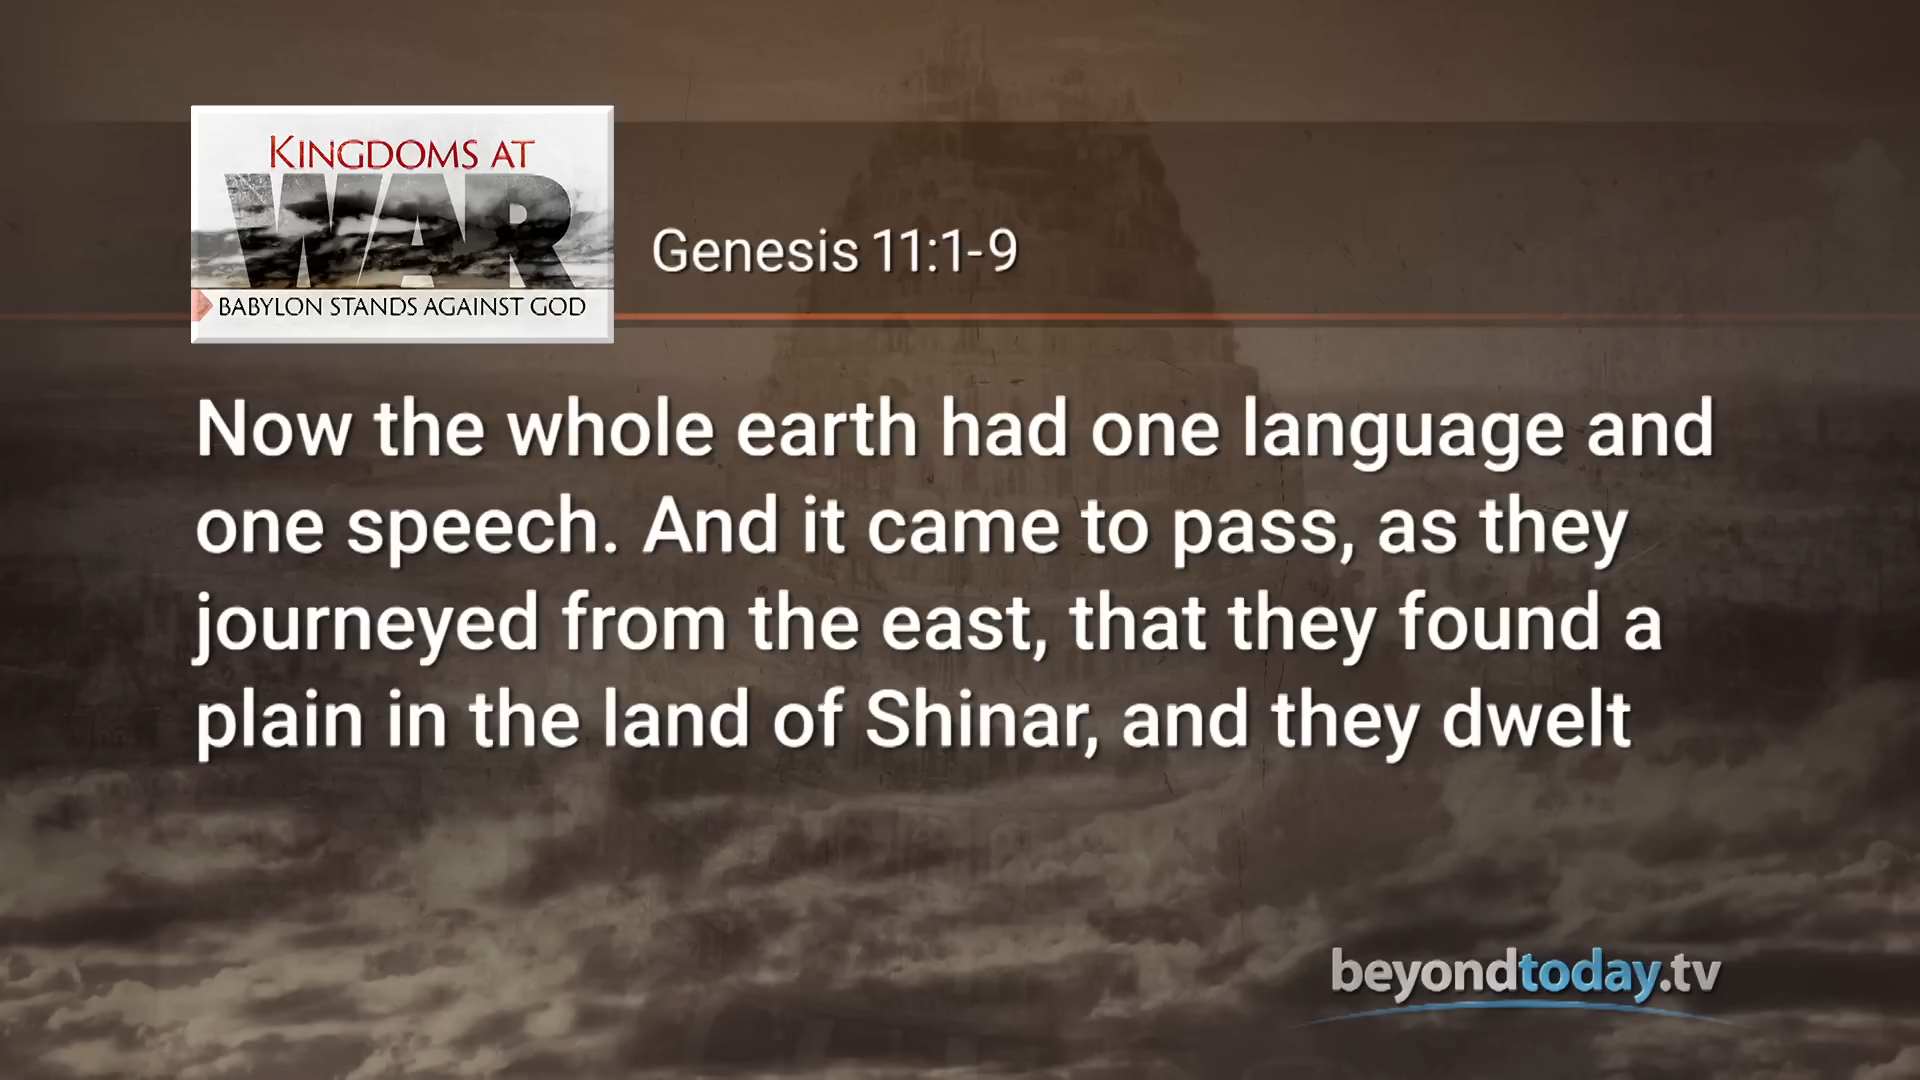 KINGDOMS AT
WAR
BABYLON STANDS AGAINST GOD
Genesis 11:1-9
Now the whole earth had one language and
one speech. And it came to pass, as they
journeyed from the east, that they found a
plain in the land of Shinar, and they dwelt
beyondtoday.tv